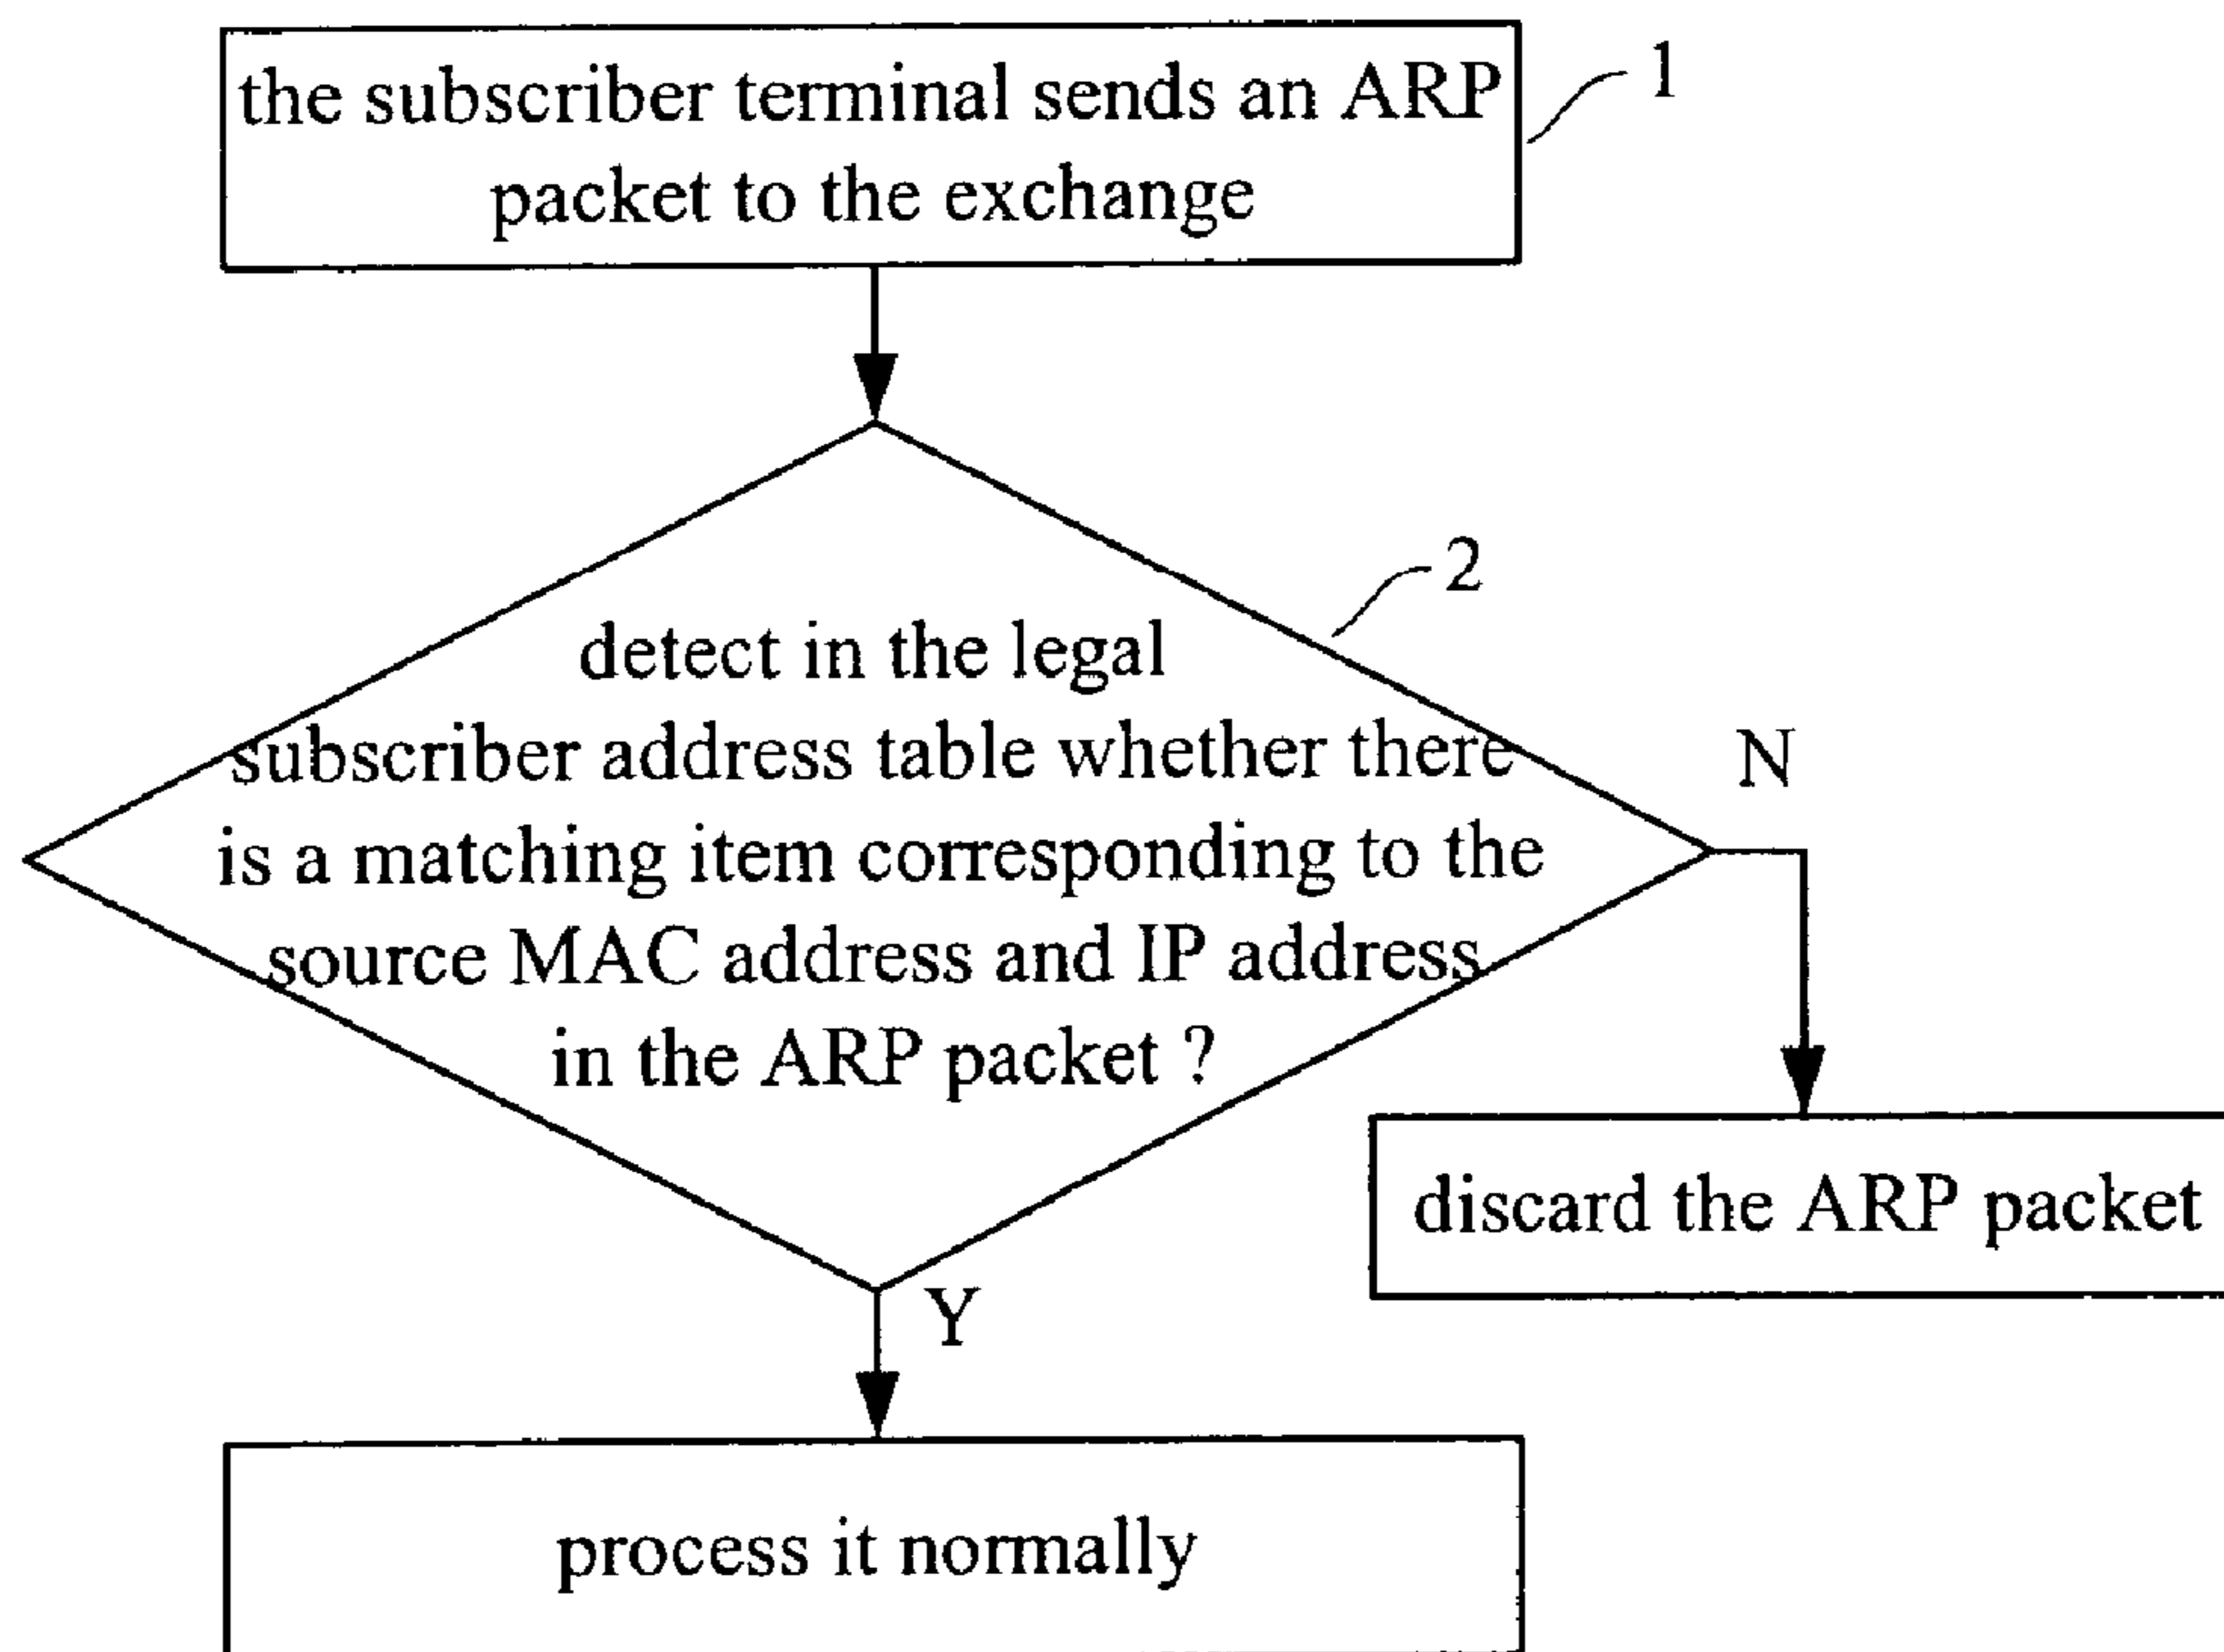 the subscriber terminal sends an ARP
packet to the exchange
1
2
detect in the legal
subscriber address table whether there
is a matching item corresponding to the
source MAC address and IP address
in the ARP packet ?
N
discard the ARP packet
Y
process it normally